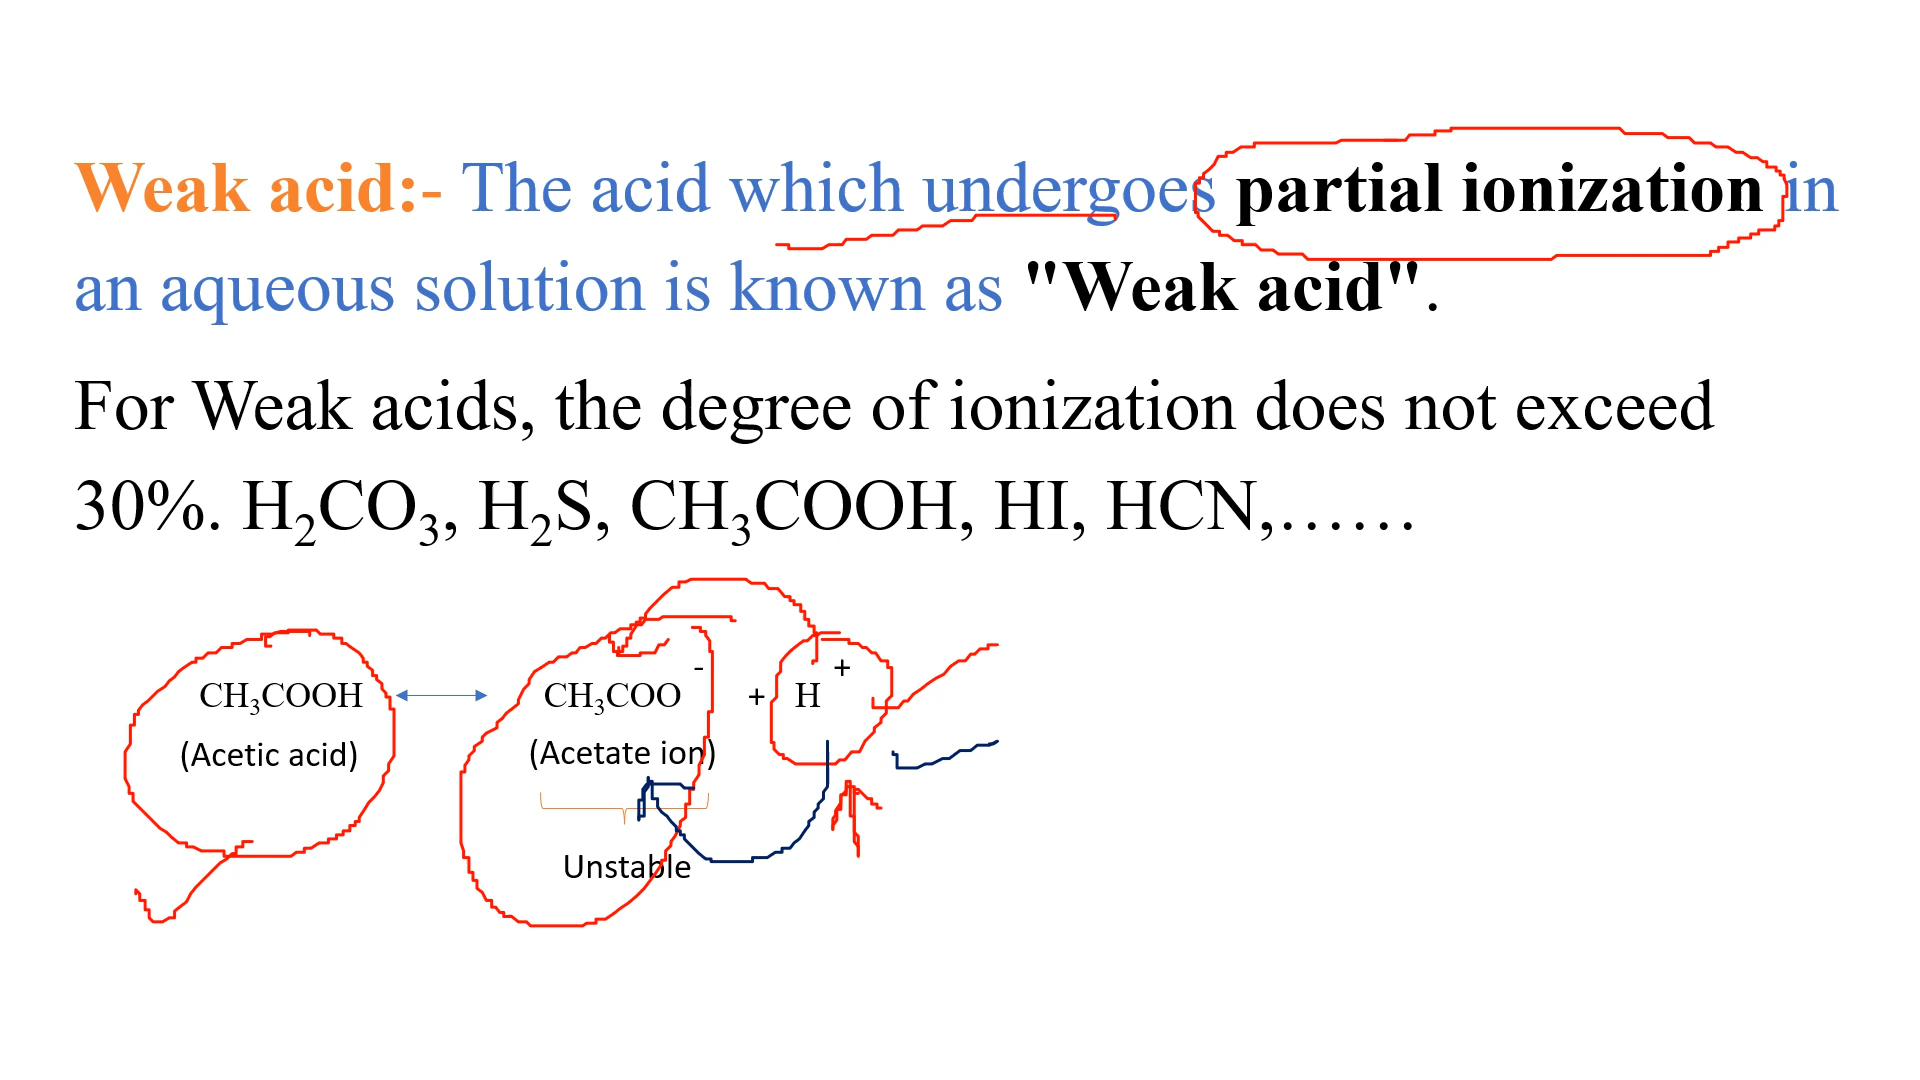 Weak acid:- The acid which undergoes partial ionization in
an aqueous solution is known as "Weak acid".
For Weak acids, the degree of ionization does not exceed
30%. H₂CO₃, H₂S, CH₃COOH, HI, HCN,……
CH₃COOH CH₃COO⁻ + H⁺
(Acetic acid) (Acetate ion)
Unstable